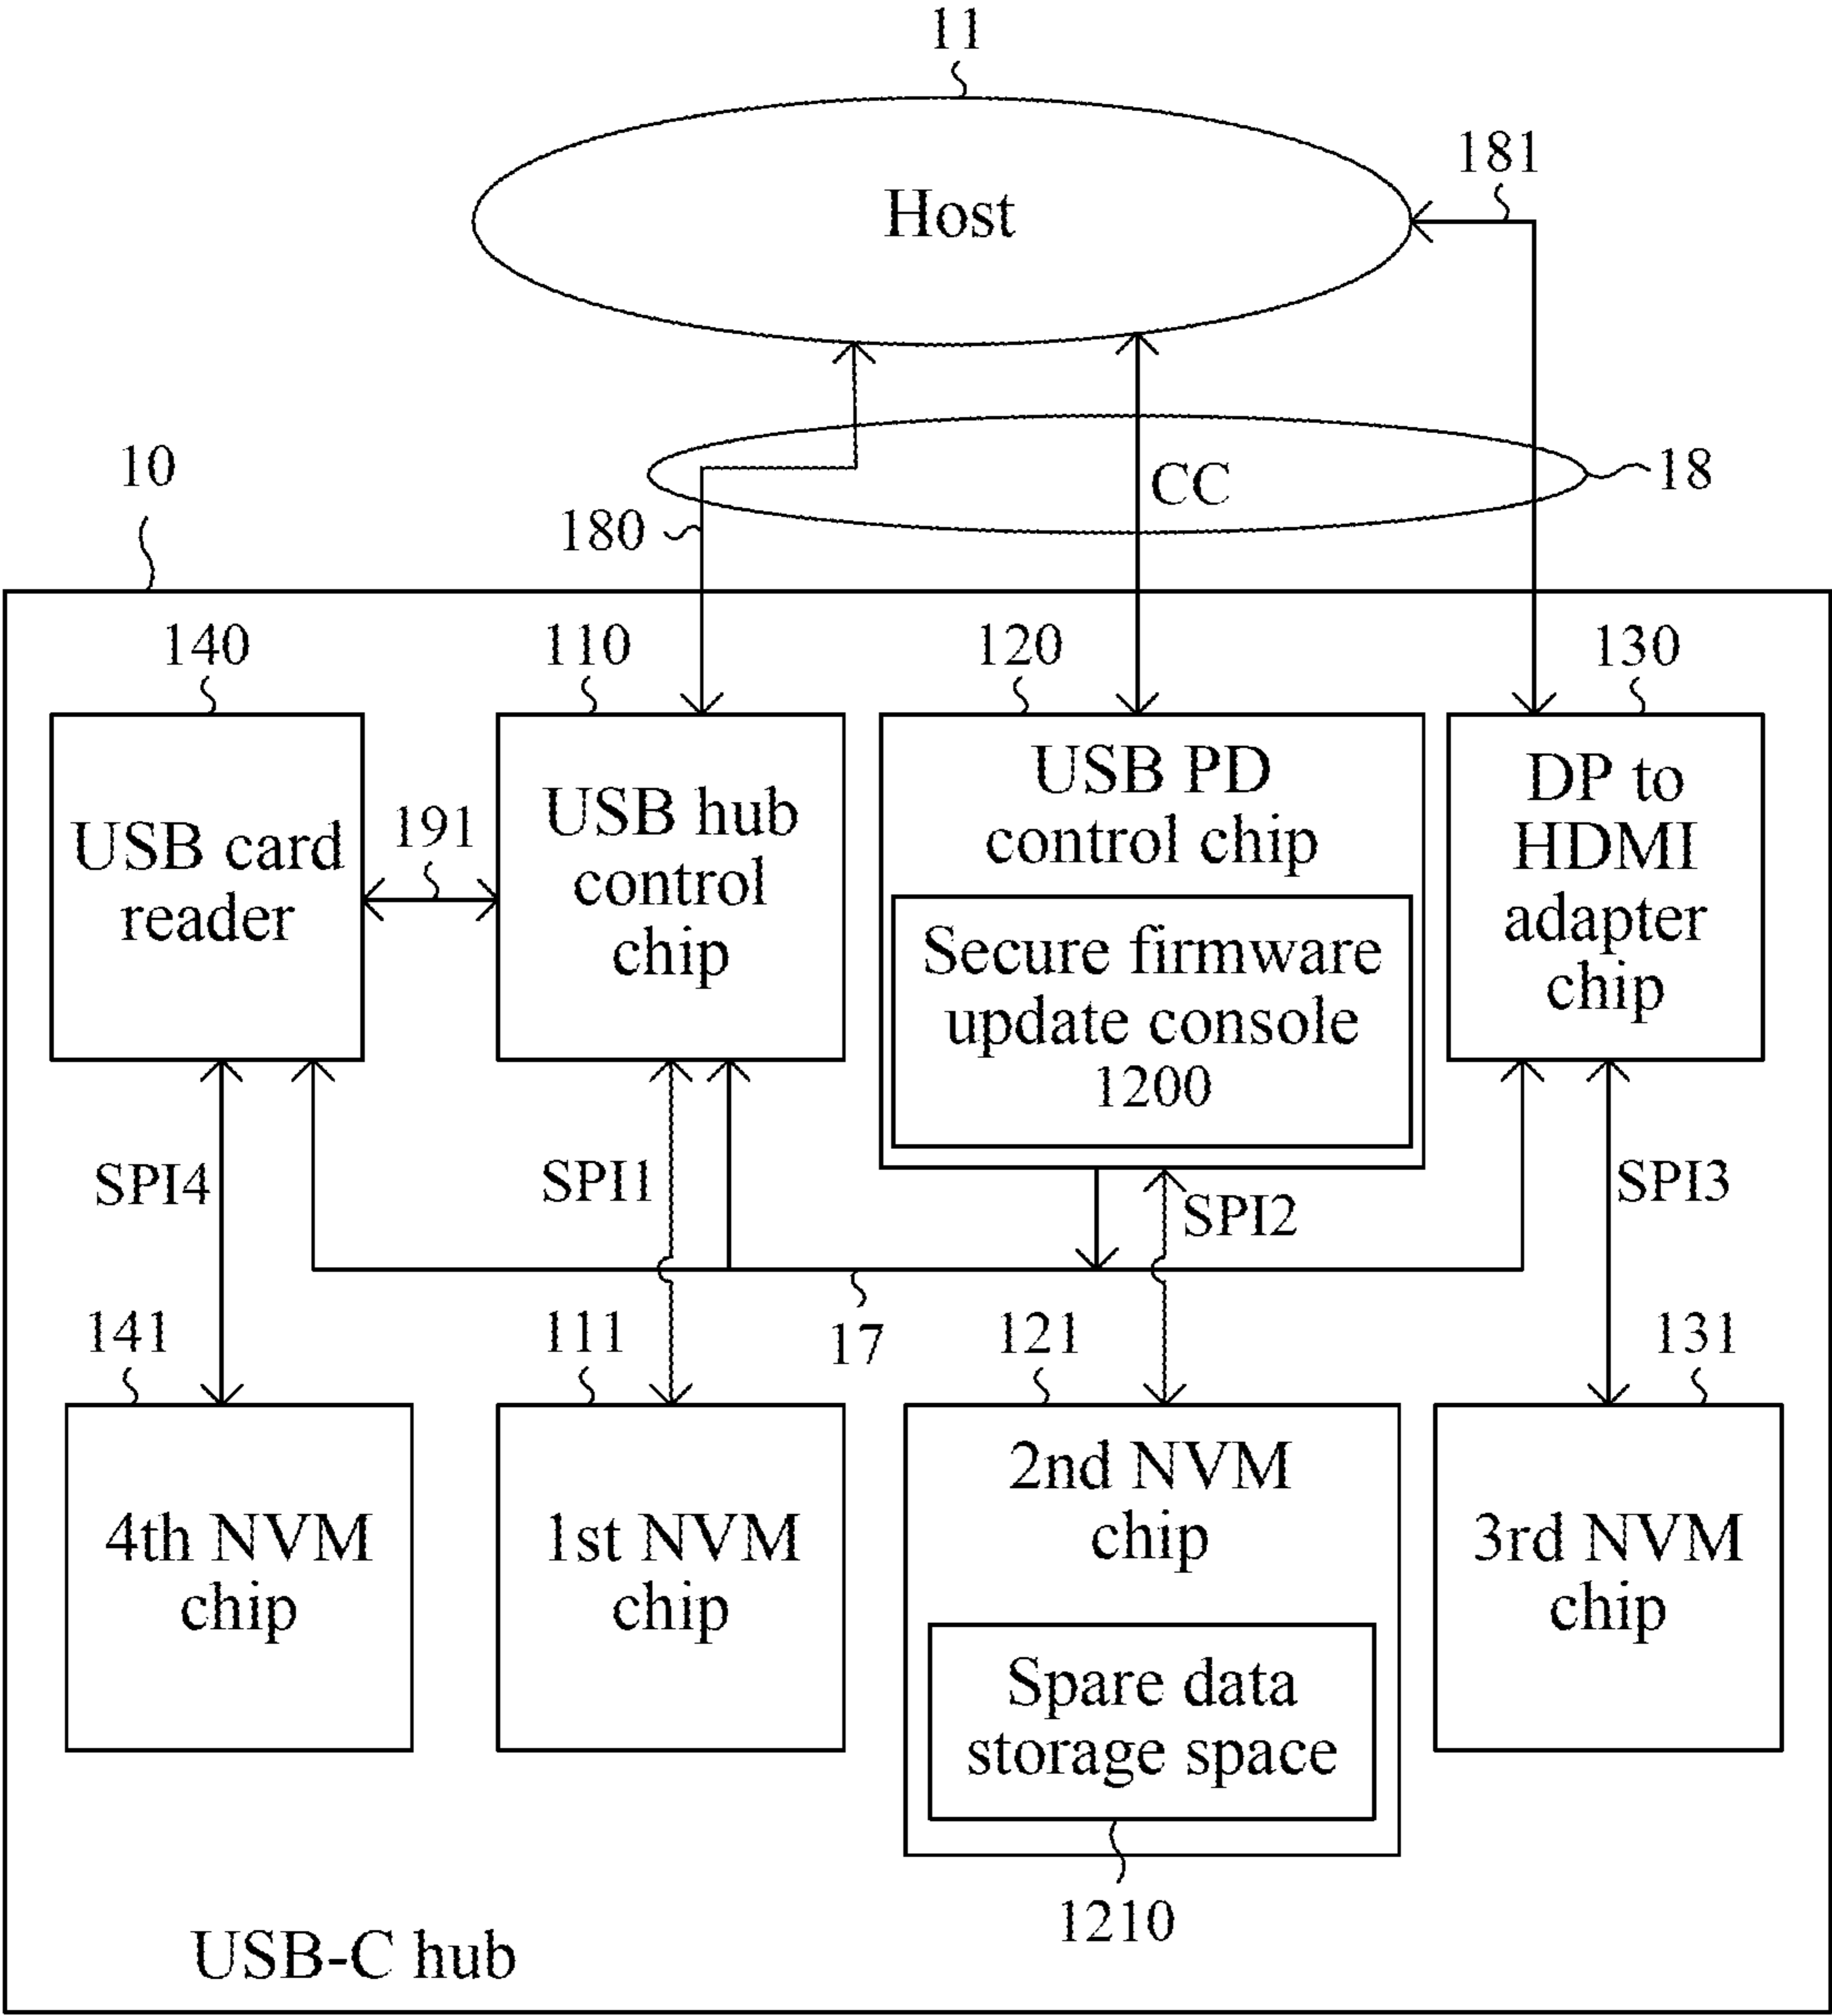 11
Host
181
10
CC
18
180
140
110
120
130
USB card
reader
191
USB hub
control
chip
USB PD
control chip
Secure firmware
update console
1200
DP to
HDMI
adapter
chip
SPI4
SPI1
SPI2
SPI3
141
111
17
121
131
4th NVM
chip
1st NVM
chip
2nd NVM
chip
Spare data
storage space
3rd NVM
chip
1210
USB-C hub